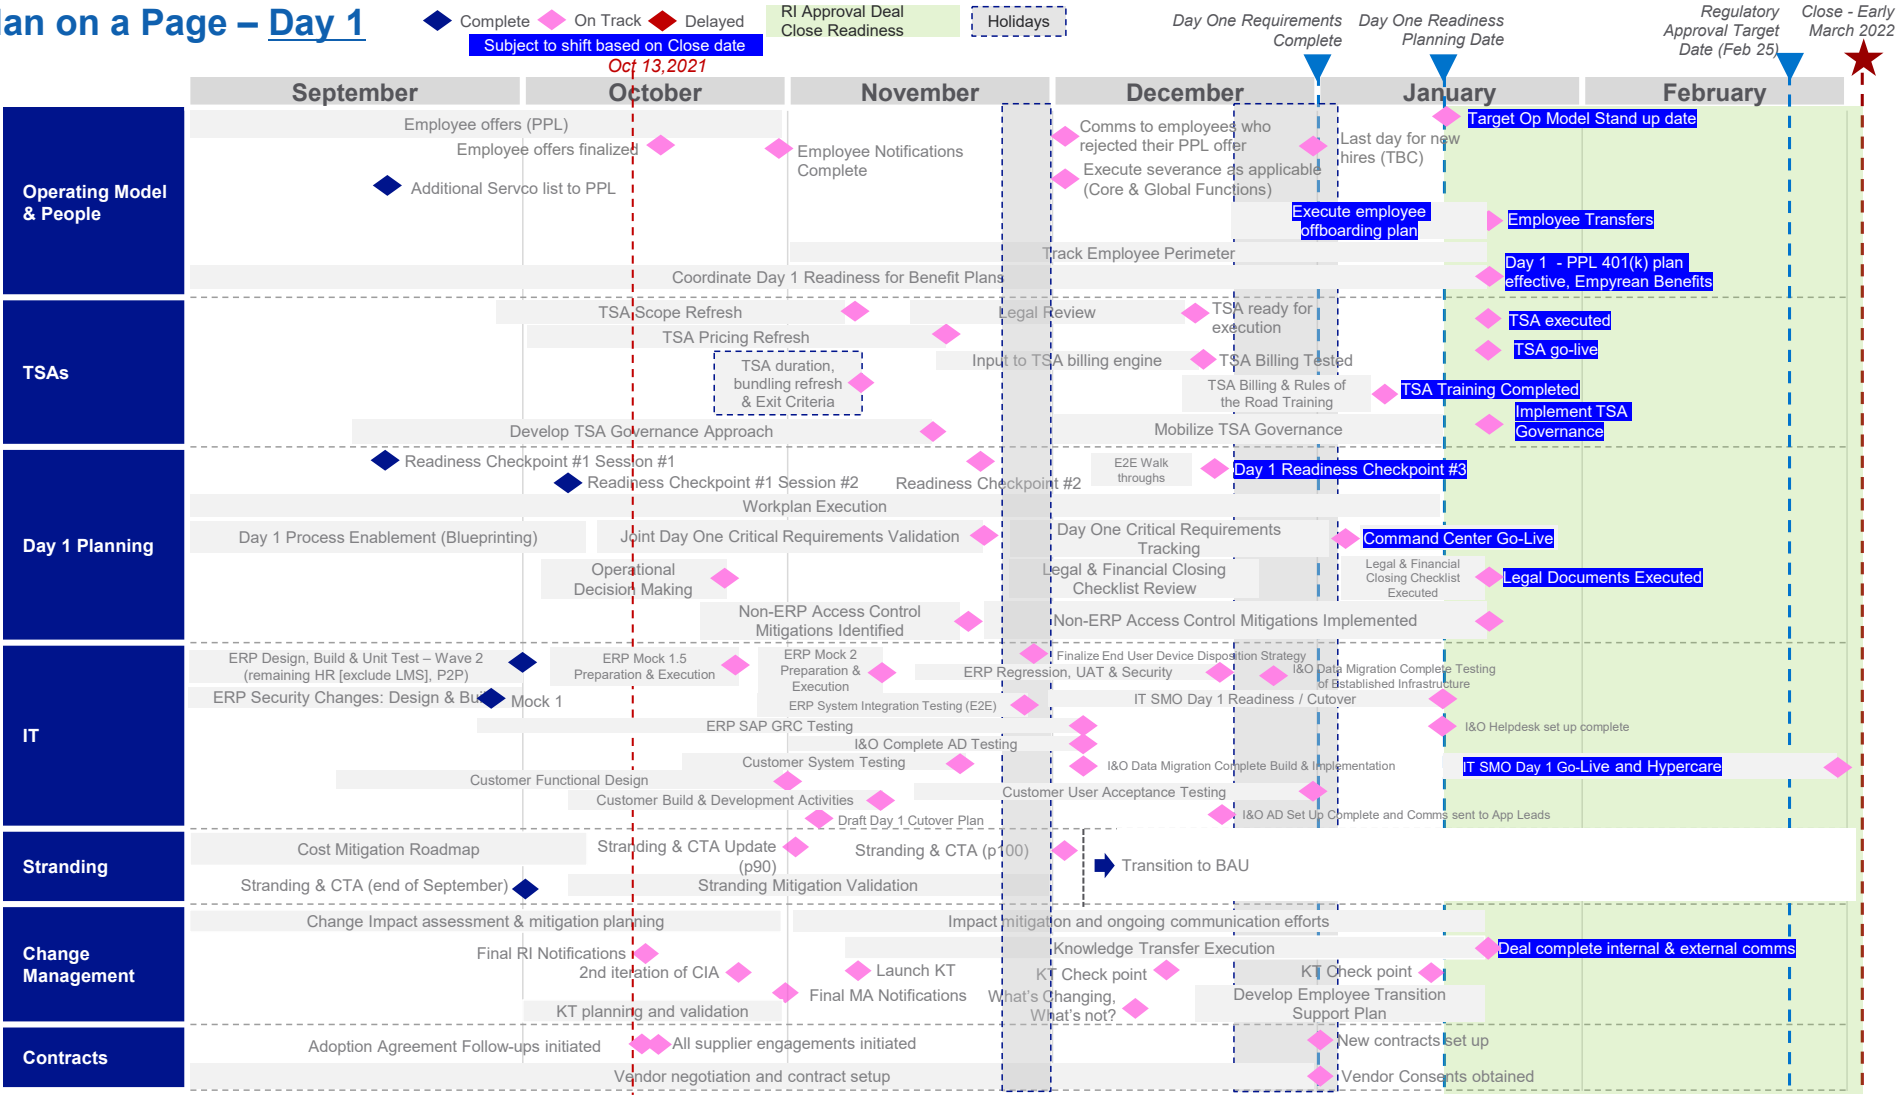 lan on a Page – Day 1
Complete
On Track
Delayed
RI Approval Deal
Close Readiness
Holidays
Subject to shift based on Close date
Oct 13,2021
Day One Requirements
Complete
Day One Readiness
Planning Date
Regulatory
Approval Target
Date (Feb 25)
Close - Early
March 2022
September
October
November
December
January
February
Operating Model
& People
Employee offers (PPL)
Employee offers finalized
Employee Notifications
Complete
Additional Servco list to PPL
Comms to employees who
rejected their PPL offer
Execute severance as applicable
(Core & Global Functions)
Last day for new
hires (TBC)
Target Op Model Stand up date
Execute employee
offboarding plan
Employee Transfers
Track Employee Perimeter
Coordinate Day 1 Readiness for Benefit Plans
Day 1 - PPL 401(k) plan
effective, Empyrean Benefits
TSAs
TSA Scope Refresh
Legal Review
TSA ready for
execution
TSA executed
TSA Pricing Refresh
TSA go-live
TSA duration,
bundling refresh
& Exit Criteria
Input to TSA billing engine
TSA Billing Tested
TSA Billing & Rules of
the Road Training
TSA Training Completed
Develop TSA Governance Approach
Mobilize TSA Governance
Implement TSA
Governance
Day 1 Planning
Readiness Checkpoint #1 Session #1
Readiness Checkpoint #1 Session #2
Readiness Checkpoint #2
E2E Walk
throughs
Day 1 Readiness Checkpoint #3
Workplan Execution
Day 1 Process Enablement (Blueprinting)
Joint Day One Critical Requirements Validation
Day One Critical Requirements
Tracking
Command Center Go-Live
Operational
Decision Making
Legal & Financial Closing
Checklist Review
Legal & Financial
Closing Checklist
Executed
Legal Documents Executed
Non-ERP Access Control
Mitigations Identified
Non-ERP Access Control Mitigations Implemented
IT
ERP Design, Build & Unit Test – Wave 2
(remaining HR [exclude LMS], P2P)
ERP Mock 1.5
Preparation & Execution
ERP Mock 2
Preparation &
Execution
Finalize End User Device Disposition Strategy
ERP Regression, UAT & Security
I&O Data Migration Complete Testing
of Established Infrastructure
ERP Security Changes: Design & Bui
Mock 1
ERP System Integration Testing (E2E)
IT SMO Day 1 Readiness / Cutover
ERP SAP GRC Testing
I&O Helpdesk set up complete
I&O Complete AD Testing
Customer System Testing
I&O Data Migration Complete Build & Implementation
IT SMO Day 1 Go-Live and Hypercare
Customer Functional Design
Customer Build & Development Activities
Customer User Acceptance Testing
Draft Day 1 Cutover Plan
I&O AD Set Up Complete and Comms sent to App Leads
Stranding
Cost Mitigation Roadmap
Stranding & CTA Update
(p90)
Stranding & CTA (p100)
Transition to BAU
Stranding & CTA (end of September)
Stranding Mitigation Validation
Change
Management
Change Impact assessment & mitigation planning
Impact mitigation and ongoing communication efforts
Final RI Notifications
Knowledge Transfer Execution
Deal complete internal & external comms
2nd iteration of CIA
Launch KT
KT Check point
KT Check point
Final MA Notifications
What's Changing,
What's not?
Develop Employee Transition
Support Plan
KT planning and validation
Contracts
Adoption Agreement Follow-ups initiated
All supplier engagements initiated
New contracts set up
Vendor negotiation and contract setup
Vendor Consents obtained